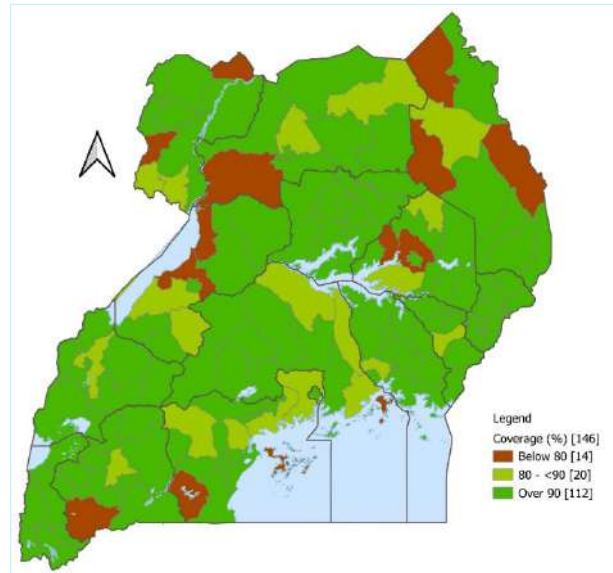 Legend
Coverage (%) [146]
Below 80 [14]
80 - <90 [20]
Over 90 [112]